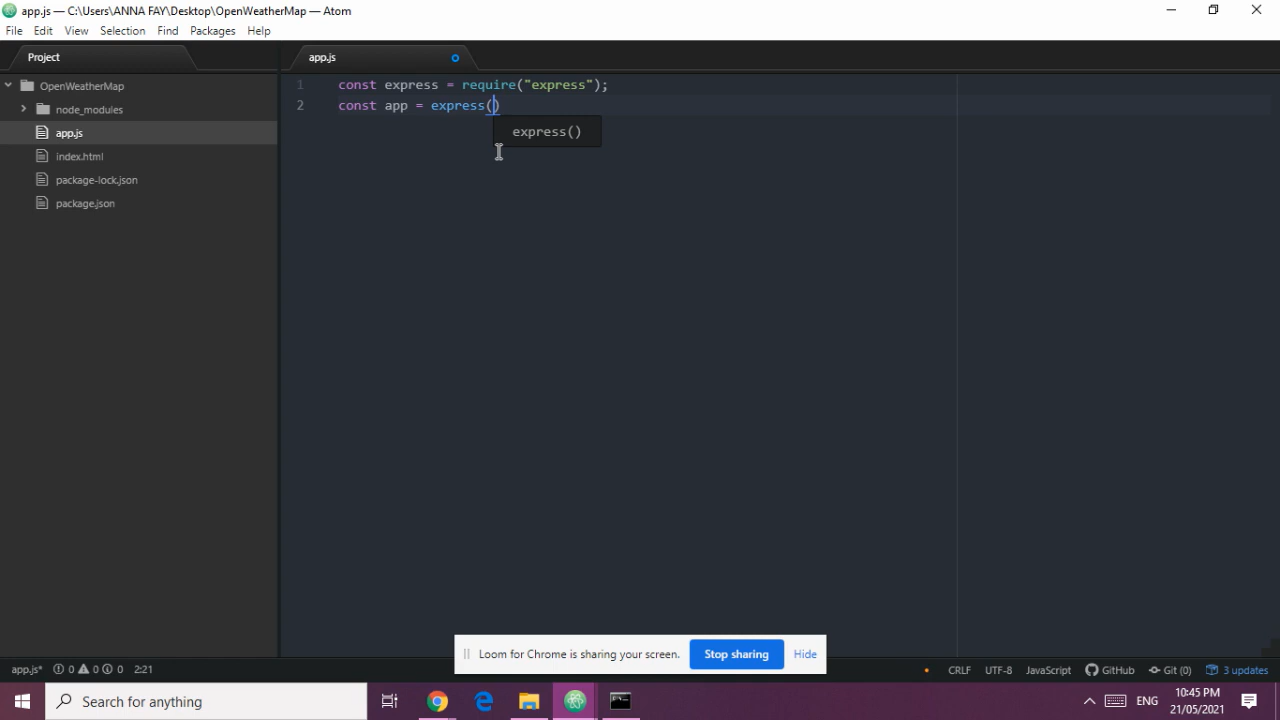 app.js — C:\Users\ANNA FAY\Desktop\OpenWeatherMap — Atom
File Edit View Selection Find Packages Help
Project
app.js
OpenWeatherMap
node_modules
app.js
index.html
package-lock.json
package.json
1 const express = require("express");
2 const app = express()
express()
Loom for Chrome is sharing your screen. Stop sharing Hide
app.js* 0 0 0 2:21 CRLF UTF-8 JavaScript GitHub Git (0) 3 updates
Search for anything
ENG
10:45 PM
21/05/2021